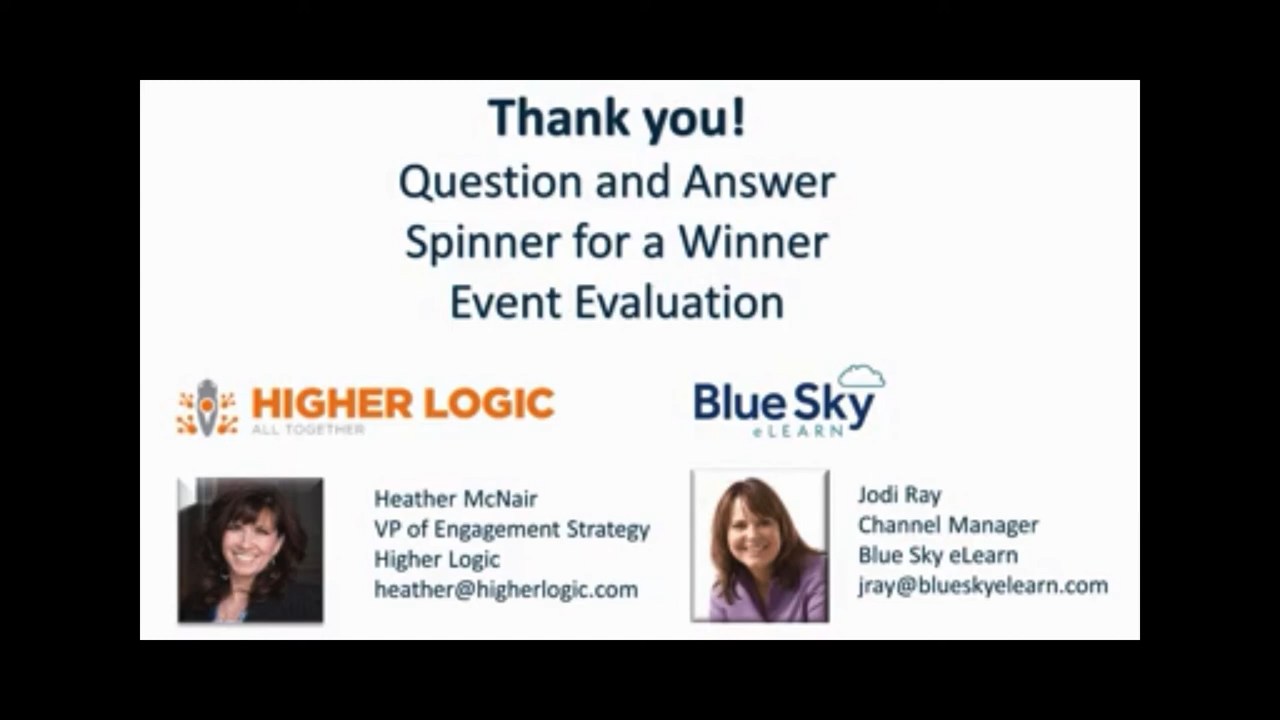 Thank you!
Question and Answer
Spinner for a Winner
Event Evaluation
HIGHER LOGIC
ALL TOGETHER
Blue Sky
eLEARN
Heather McNair
VP of Engagement Strategy
Higher Logic
heather@higherlogic.com
Jodi Ray
Channel Manager
Blue Sky eLearn
jray@blueskyelearn.com